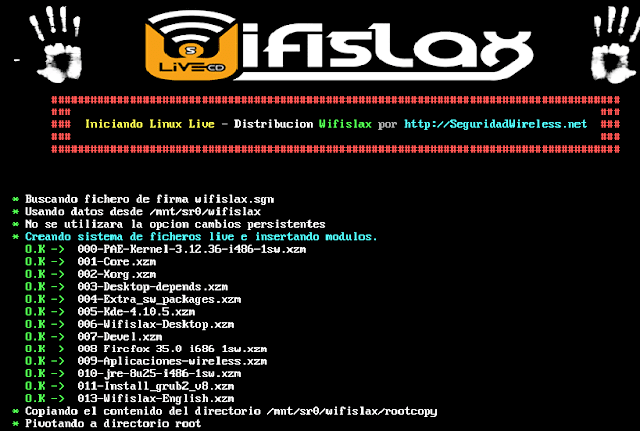 Wifislax
LiveCD
################################################################################
###
###
### Iniciando Linux Live - Distribucion Wifislax por http://SeguridadWireless.net ###
###
###
################################################################################
* Buscando fichero de firma wifislax.sgn
* Usando datos desde /mnt/sr0/wifislax
* No se utilizara la opcion cambios persistentes
* Creando sistema de ficheros live e insertando modulos.
O.K -> 000-PAE-Kernel-3.12.36-i486-1sw.xzm
O.K -> 001-Core.xzm
O.K -> 002-Xorg.xzm
O.K -> 003-Desktop-depends.xzm
O.K -> 004-Extra_sw_packages.xzm
O.K -> 005-Kde-4.10.5.xzm
O.K -> 006-Wifislax-Desktop.xzm
O.K -> 007-Devel.xzm
O.K -> 008 Firefox 35.0 i686 1sw.xzm
O.K -> 009-Aplicaciones-wireless.xzm
O.K -> 010-jre-8u25-i486-1sw.xzm
O.K -> 011-Install_grub2_v8.xzm
O.K -> 013-Wifislax-English.xzm
* Copiando el contenido del directorio /mnt/sr0/wifislax/rootcopy
* Pivotando a directorio root